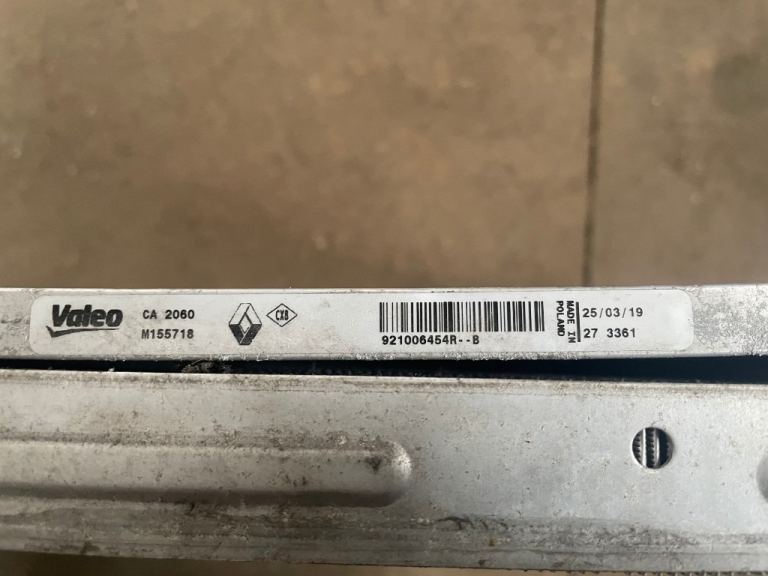 Valeo
CA 2060
M155718
CX8
921006454R--B
MADE IN
POLAND
25/03/19
27 3361